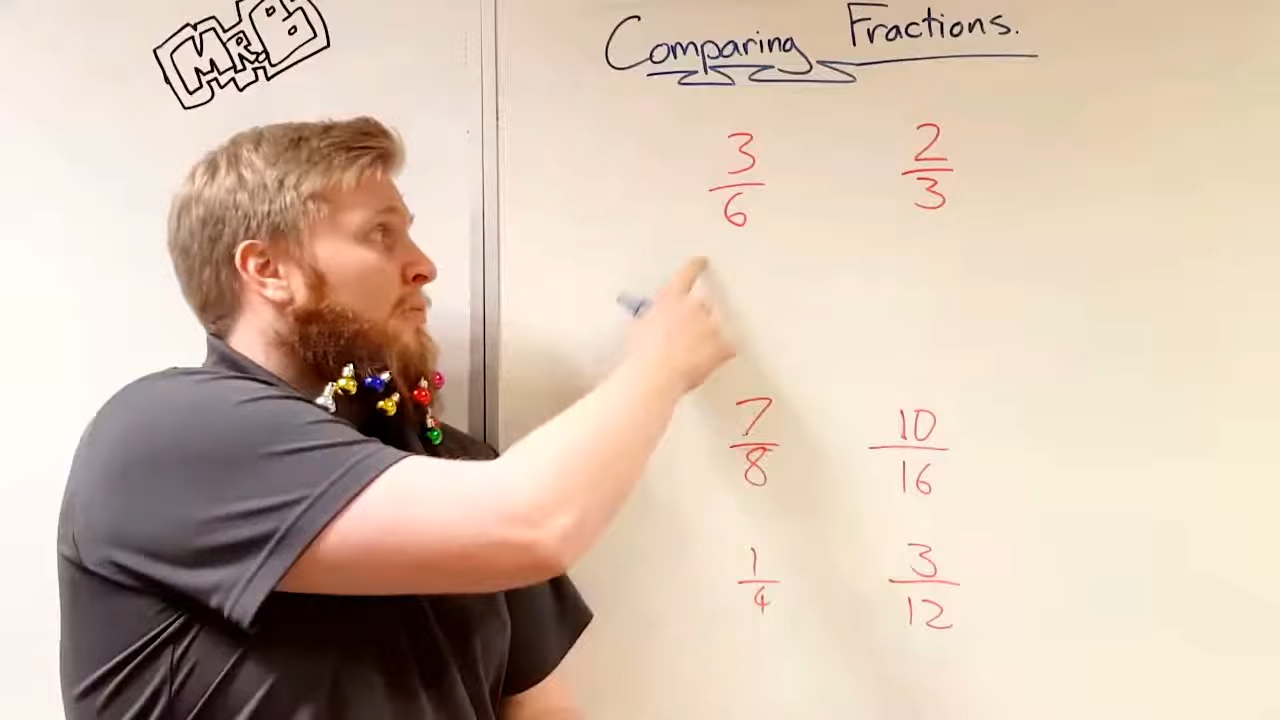 MR.B
Comparing Fractions.
3/6 2/3
7/8 10/16
1/4 3/12